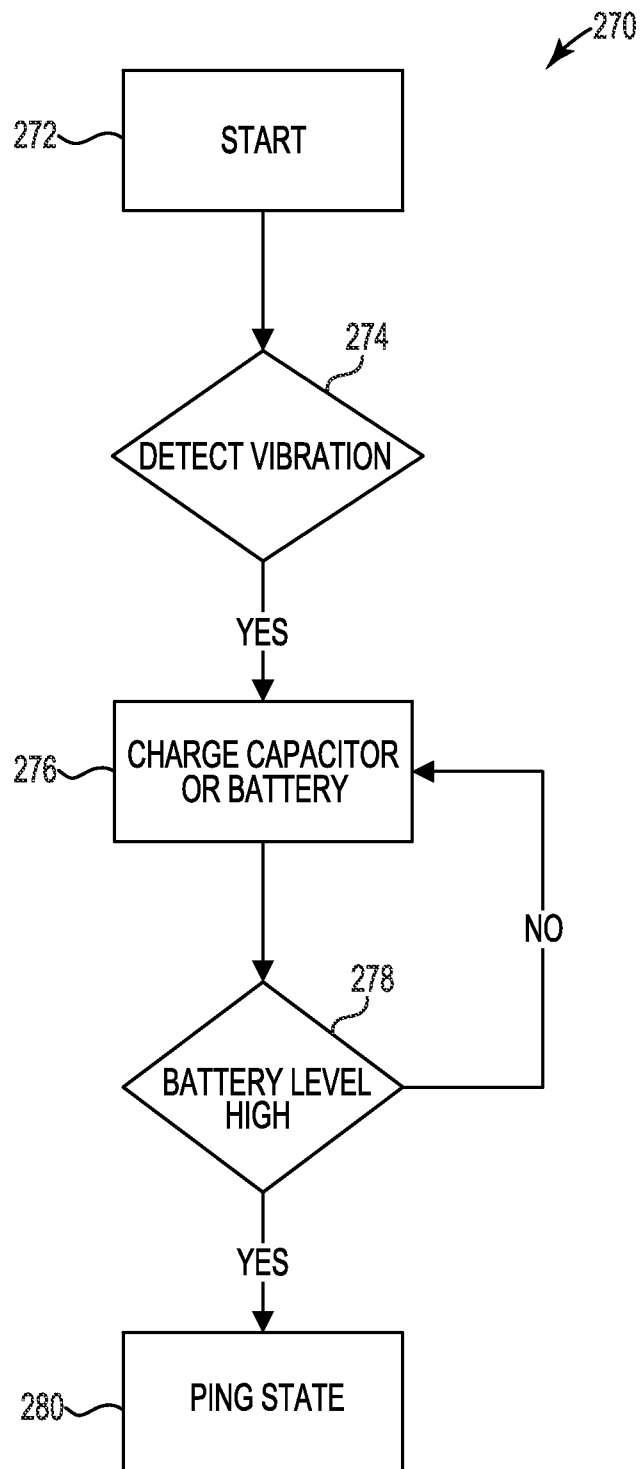 270
272
START
274
DETECT VIBRATION
YES
276
CHARGE CAPACITOR
OR BATTERY
NO
278
BATTERY LEVEL
HIGH
YES
280
PING STATE